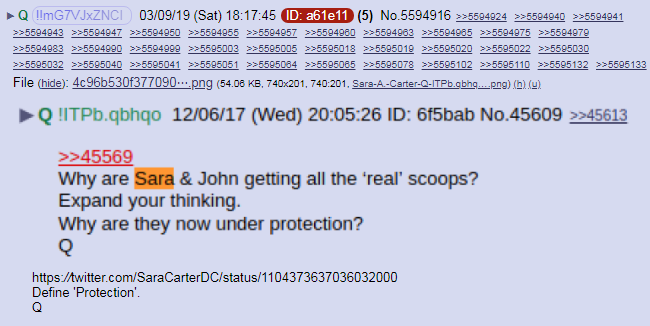 ▶ Q !!mG7VJxZNCI 03/09/19 (Sat) 18:17:45 ID: a61e11 (5) No.5594916 >>5594924 >>5594940 >>5594941
>>5594943 >>5594947 >>5594950 >>5594955 >>5594957 >>5594960 >>5594963 >>5594965 >>5594975 >>5594979
>>5594980 >>5594994 >>5594999 >>5595003 >>5595005 >>5595018 >>5595019 >>5595020 >>5595022 >>5595030
>>5595032 >>5595040 >>5595041 >>5595064 >>5595065 >>5595078 >>5595102 >>5595110 >>5595132 >>5595133
File (hide): 4c96b530f377090⋯.png (54.06 KB, 740x201, 740:201, Sara-A.-Carter-Q-ITPb.qbhq….png) (h) (u)
▶ Q !ITPb.qbhqo 12/06/17 (Wed) 20:05:26 ID: 6f5bab No.45609 >>45613
>>45569
Why are Sara & John getting all the ‘real’ scoops?
Expand your thinking.
Why are they now under protection?
Q
https://twitter.com/SaraCarterDC/status/1104373637036032000
Define 'Protection'.
Q